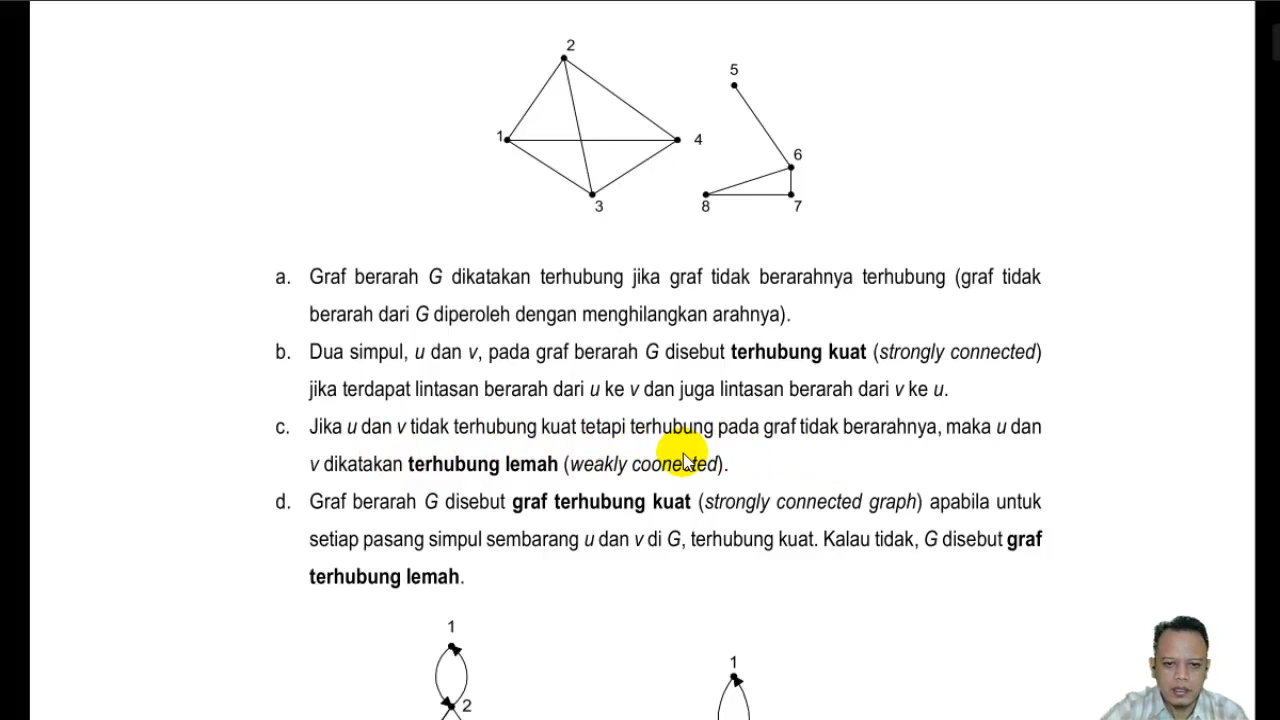 2
5
1
4
6
3
8
7
a. Graf berarah G dikatakan terhubung jika graf tidak berarahnya terhubung (graf tidak
berarah dari G diperoleh dengan menghilangkan arahnya).
b. Dua simpul, u dan v, pada graf berarah G disebut terhubung kuat (strongly connected)
jika terdapat lintasan berarah dari u ke v dan juga lintasan berarah dari v ke u.
c. Jika u dan v tidak terhubung kuat tetapi terhubung pada graf tidak berarahnya, maka u dan
v dikatakan terhubung lemah (weakly coonected).
d. Graf berarah G disebut graf terhubung kuat (strongly connected graph) apabila untuk
setiap pasang simpul sembarang u dan v di G, terhubung kuat. Kalau tidak, G disebut graf
terhubung lemah.
1
1
2